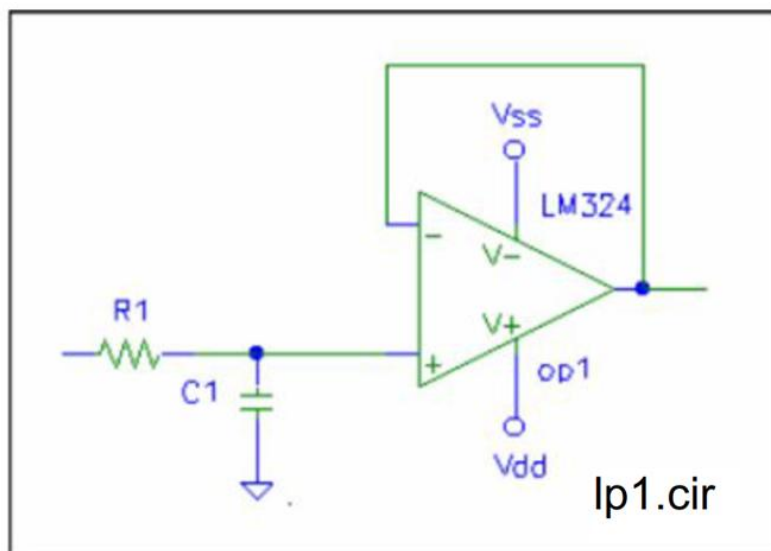 Vss
LM324
-
V-
R1
V+
+
op1
C1
Vdd
lp1.cir